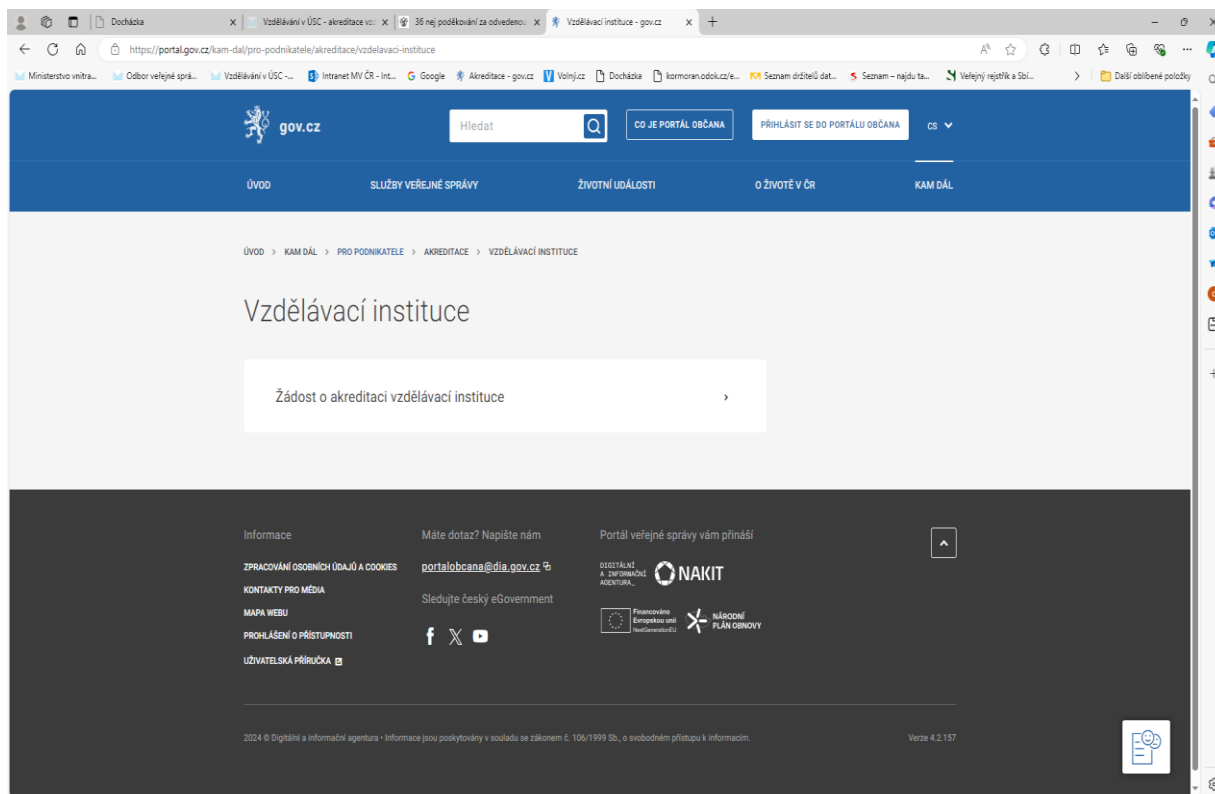 Docházka
Vzdělávání v ÚSC - akreditace vz
36 nej poděkování za odvedenou
Vzdělávací instituce - gov.cz
https://portal.gov.cz/kam-dal/pro-podnikatele/akreditace/vzdelavaci-instituce
Ministerstvo vnitra... Odbor veřejné sprá... Vzdělávání v ÚSC -... Intranet MV ČR - Int... Google Akreditace - gov.cz Volný.cz Docházka kormoran.odok.cz/e... Seznam držitelů dat... Seznam – najdu ta... Veřejný rejstřík a Sbí... Další oblíbené položky
gov.cz
Hledat
CO JE PORTÁL OBČANA
PŘIHLÁSIT SE DO PORTÁLU OBČANA
CS
ÚVOD SLUŽBY VEŘEJNÉ SPRÁVY ŽIVOTNÍ UDÁLOSTI O ŽIVOTĚ V ČR KAM DÁL
ÚVOD > KAM DÁL > PRO PODNIKATELE > AKREDITACE > VZDĚLÁVACÍ INSTITUCE
Vzdělávací instituce
Žádost o akreditaci vzdělávací instituce
Informace
ZPRACOVÁNÍ OSOBNÍCH ÚDAJŮ A COOKIES
KONTAKTY PRO MÉDIA
MAPA WEBU
PROHLÁŠENÍ O PŘÍSTUPNOSTI
UŽIVATELSKÁ PŘÍRUČKA
Máte dotaz? Napište nám
portalobcana@dia.gov.cz
Sledujte český eGovernment
Portál veřejné správy vám přináší
DIGITÁLNÍ
A INFORMAČNÍ
AGENTURA_
NAKIT
Financováno
Evropskou unií
NextGenerationEU
NÁRODNÍ
PLÁN OBNOVY
2024 © Digitální a informační agentura • Informace jsou poskytovány v souladu se zákonem č. 106/1999 Sb., o svobodném přístupu k informacím.
Verze 4.2.157